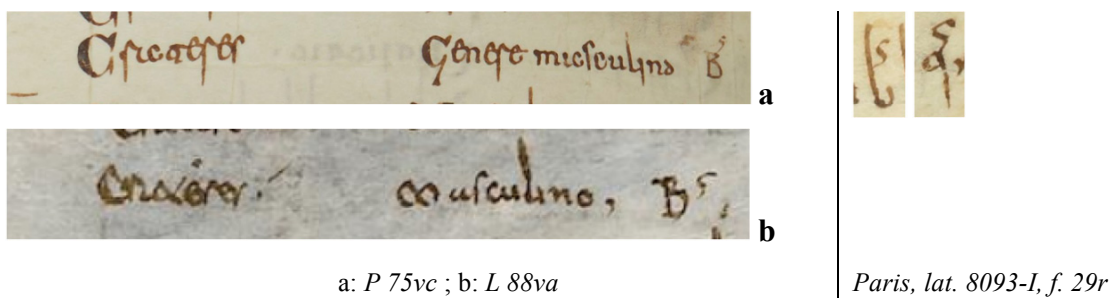 Crateres Genere masculino B a
Crateres. Masculino, B b
a: P 75vc ; b: L 88va
Paris, lat. 8093-I, f. 29r